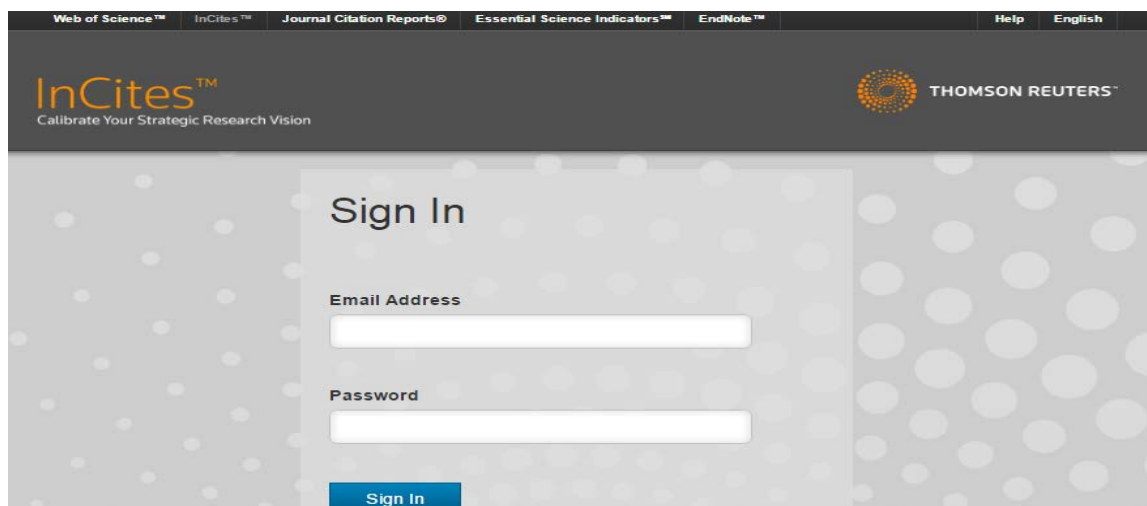 Web of Science™ InCites™ Journal Citation Reports® Essential Science Indicators℠ EndNote™ Help English
InCites™
Calibrate Your Strategic Research Vision
THOMSON REUTERS™
Sign In
Email Address
Password
Sign In